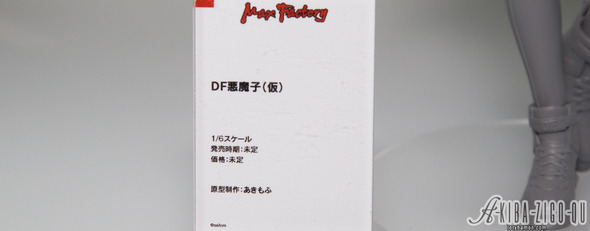 Max Factory
DF悪魔子(仮)
1/6スケール
発売時期:未定
価格:未定
原型制作:あきもふ
AKIBA-ZIGO-QU